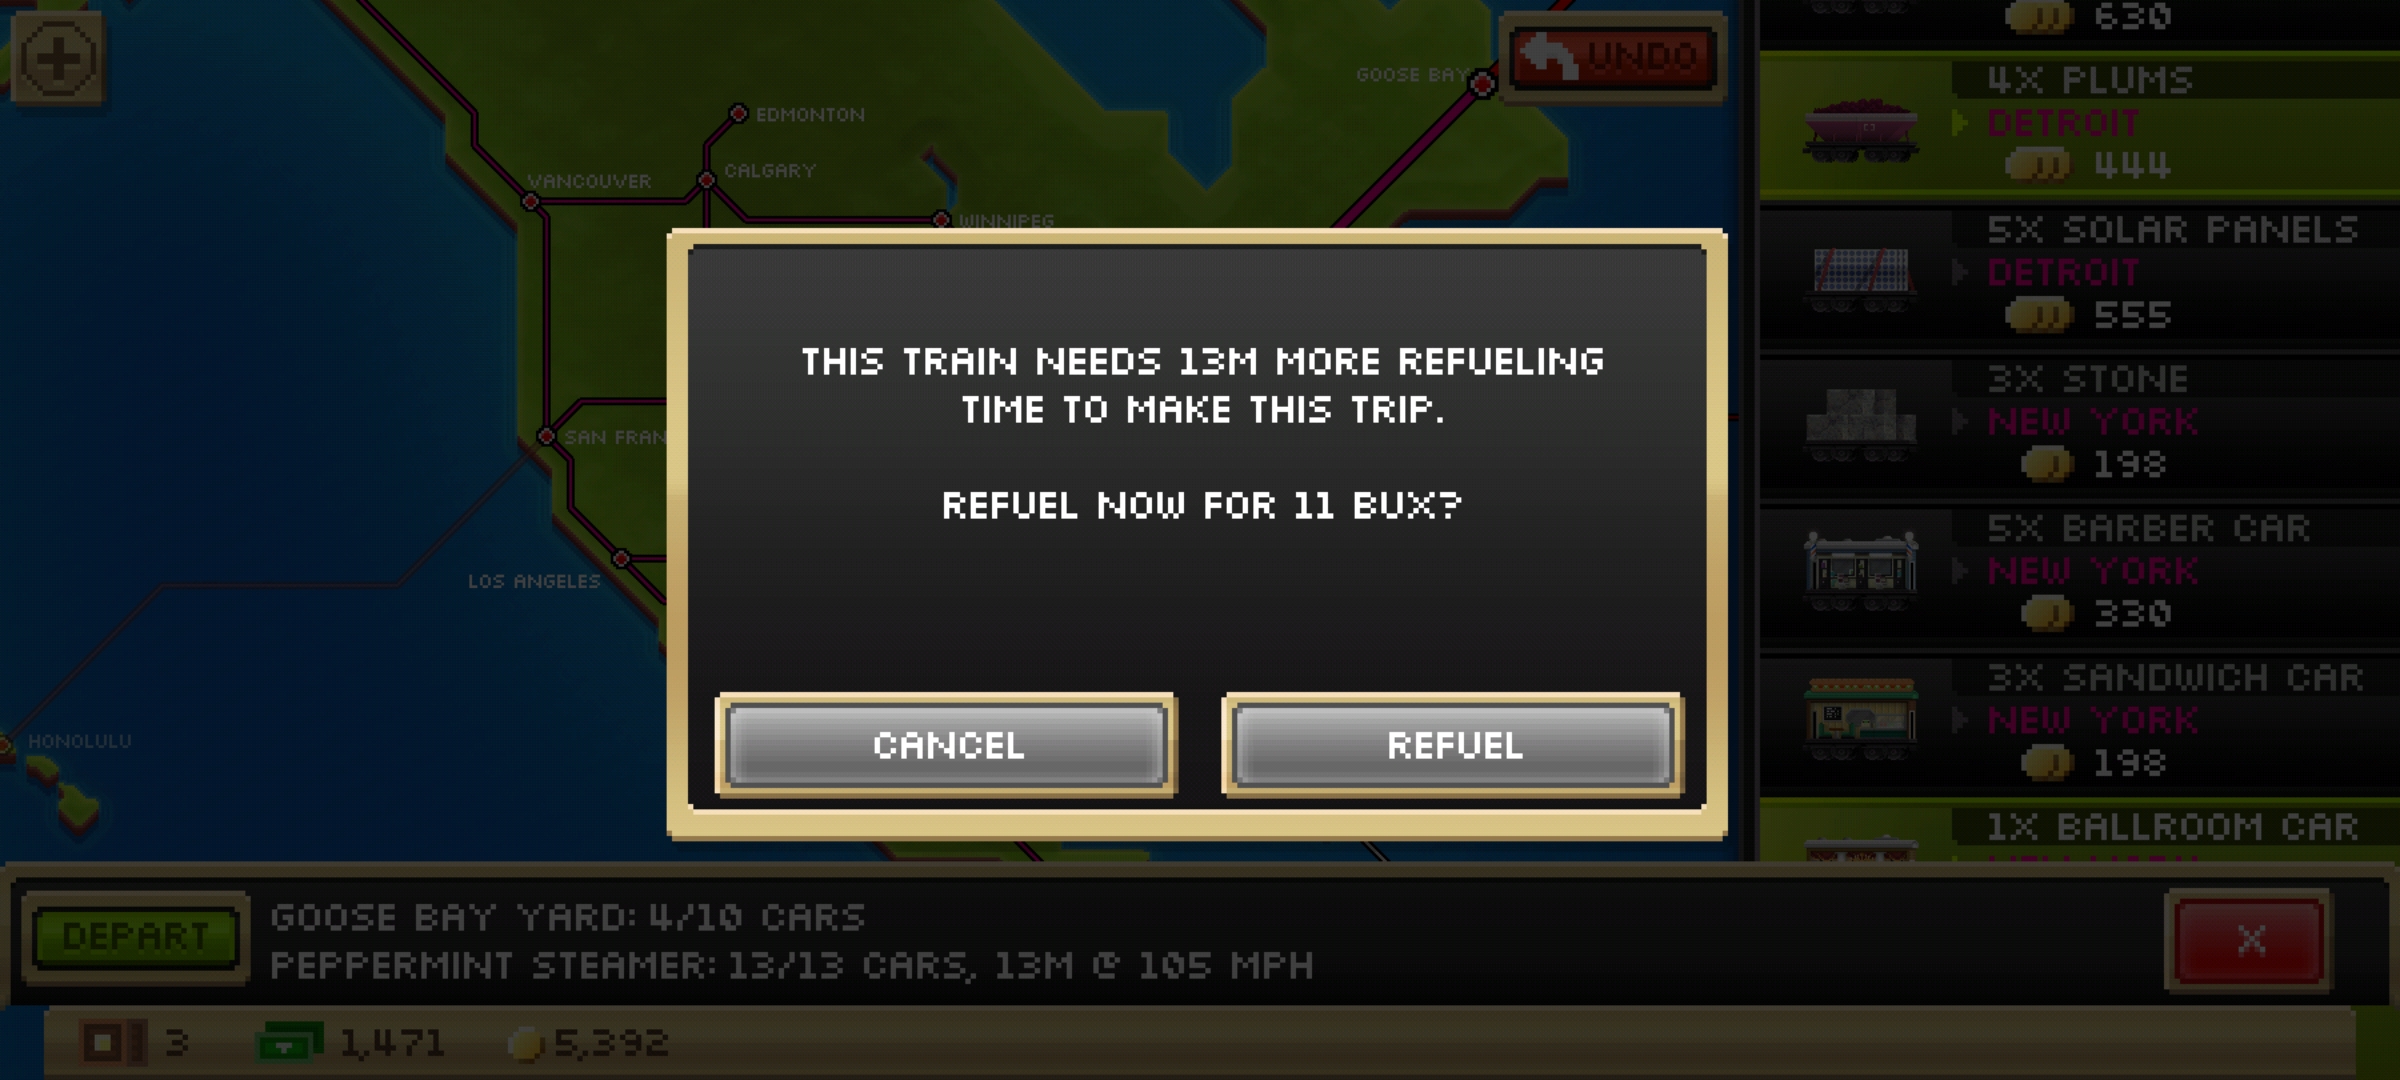 630
UNDO
4X PLUMS
DETROIT
444
GOOSE BAY
EDMONTON
CALGARY
VANCOUVER
WINNIPEG
5X SOLAR PANELS
DETROIT
555
THIS TRAIN NEEDS 13M MORE REFUELING
TIME TO MAKE THIS TRIP.
REFUEL NOW FOR 11 BUX?
3X STONE
NEW YORK
198
SAN FRAN
5X BARBER CAR
NEW YORK
330
LOS ANGELES
3X SANDWICH CAR
NEW YORK
198
HONOLULU
CANCEL
REFUEL
1X BALLROOM CAR
DEPART
GOOSE BAY YARD: 4/10 CARS
PEPPERMINT STEAMER: 13/13 CARS, 13M @ 105 MPH
X
3
1,471
5,392